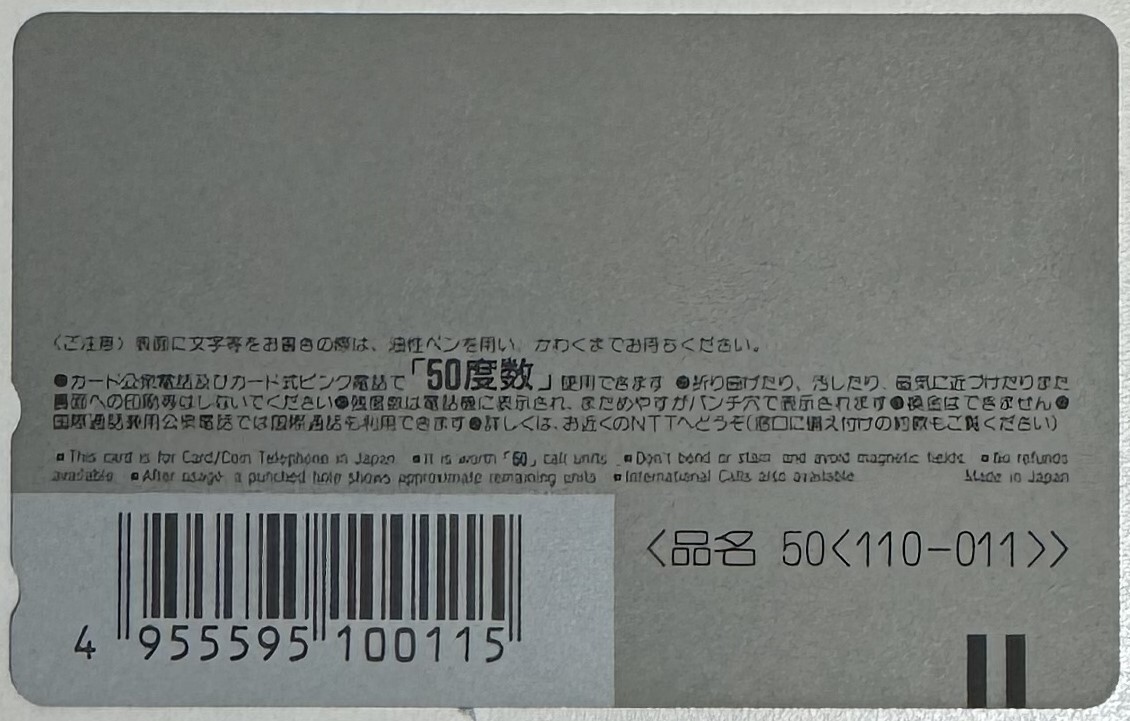 〈ご注意〉裏面に文字等をお書きの際は、油性ペンを用い、かわくまでお待ちください。
●カード公衆電話及びカード式ピンク電話で「50度数」使用できます ●折り曲げたり、汚したり、磁気に近づけたりまた
裏面への印刷等はしないでください●残度数は電話機に表示され、またためやすがパンチ穴で表示されます●換金はできません●
国際通話兼用公衆電話では国際通話も利用できます●詳しくは、お近くのNTTへどうぞ(窓口に備え付けの約款もご覧ください)
▪This card is for Card/Coin Telephone in Japan ▪It is worth「50」call units ▪Don't bend or stain and avoid magnetic fields ▪No refunds
available ▪After usage a punched hole shows approximate remaining units ▪International Calls also available Made in Japan
〈品名 50〈110-011〉〉
4 955595 100115